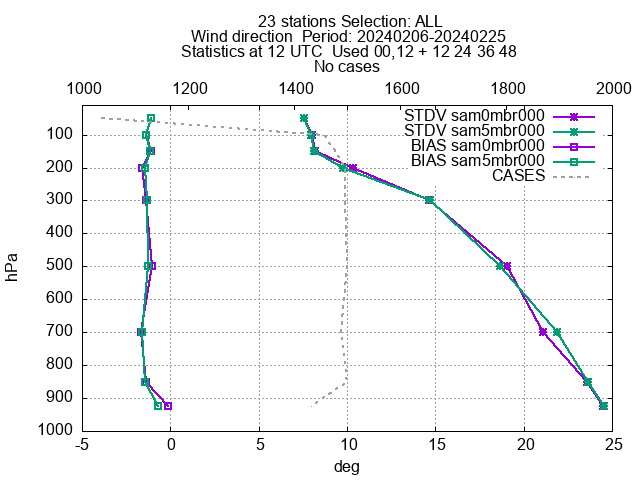 23 stations Selection: ALL
Wind direction  Period: 20240206-20240225
Statistics at 12 UTC  Used 00,12 + 12 24 36 48
No cases
1000 1200 1400 1600 1800 2000
STDV sam0mbr000
STDV sam5mbr000
BIAS sam0mbr000
BIAS sam5mbr000
CASES
100
200
300
400
500
600
700
800
900
1000
hPa
-5 0 5 10 15 20 25
deg